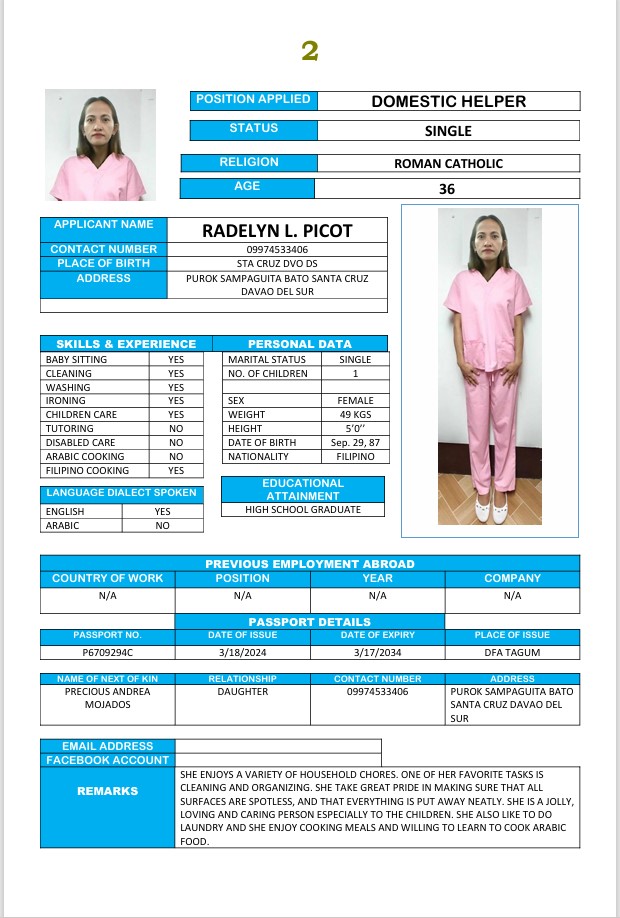 2
POSITION APPLIED DOMESTIC HELPER
STATUS SINGLE
RELIGION ROMAN CATHOLIC
AGE 36
APPLICANT NAME RADELYN L. PICOT
CONTACT NUMBER 09974533406
PLACE OF BIRTH STA CRUZ DVO DS
ADDRESS PUROK SAMPAGUITA BATO SANTA CRUZ
DAVAO DEL SUR
SKILLS & EXPERIENCE
BABY SITTING YES
CLEANING YES
WASHING YES
IRONING YES
CHILDREN CARE YES
TUTORING NO
DISABLED CARE NO
ARABIC COOKING NO
FILIPINO COOKING YES
LANGUAGE DIALECT SPOKEN
ENGLISH YES
ARABIC NO
PERSONAL DATA
MARITAL STATUS SINGLE
NO. OF CHILDREN 1
SEX FEMALE
WEIGHT 49 KGS
HEIGHT 5’0’’
DATE OF BIRTH Sep. 29, 87
NATIONALITY FILIPINO
EDUCATIONAL
ATTAINMENT
HIGH SCHOOL GRADUATE
PREVIOUS EMPLOYMENT ABROAD
COUNTRY OF WORK POSITION YEAR COMPANY
N/A N/A N/A N/A
PASSPORT DETAILS
PASSPORT NO. DATE OF ISSUE DATE OF EXPIRY PLACE OF ISSUE
P6709294C 3/18/2024 3/17/2034 DFA TAGUM
NAME OF NEXT OF KIN RELATIONSHIP CONTACT NUMBER ADDRESS
PRECIOUS ANDREA DAUGHTER 09974533406 PUROK SAMPAGUITA BATO
MOJADOS SANTA CRUZ DAVAO DEL
SUR
EMAIL ADDRESS
FACEBOOK ACCOUNT
REMARKS
SHE ENJOYS A VARIETY OF HOUSEHOLD CHORES. ONE OF HER FAVORITE TASKS IS
CLEANING AND ORGANIZING. SHE TAKE GREAT PRIDE IN MAKING SURE THAT ALL
SURFACES ARE SPOTLESS, AND THAT EVERYTHING IS PUT AWAY NEATLY. SHE IS A JOLLY,
LOVING AND CARING PERSON ESPECIALLY TO THE CHILDREN. SHE ALSO LIKE TO DO
LAUNDRY AND SHE ENJOY COOKING MEALS AND WILLING TO LEARN TO COOK ARABIC
FOOD.